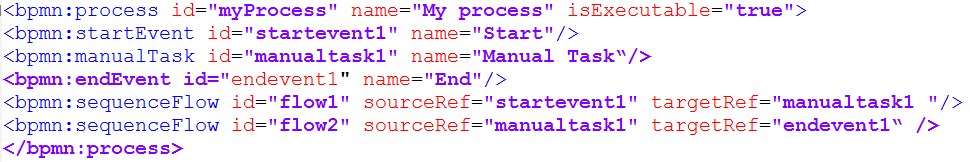 <bpmn:process id="myProcess" name="My process" isExecutable="true">
<bpmn:startEvent id="startevent1" name="Start"/>
<bpmn:manualTask id="manualtask1" name="Manual Task‟/>
<bpmn:endEvent id="endevent1" name="End"/>
<bpmn:sequenceFlow id="flow1" sourceRef="startevent1" targetRef="manualtask1 "/>
<bpmn:sequenceFlow id="flow2" sourceRef="manualtask1" targetRef="endevent1‟ />
</bpmn:process>